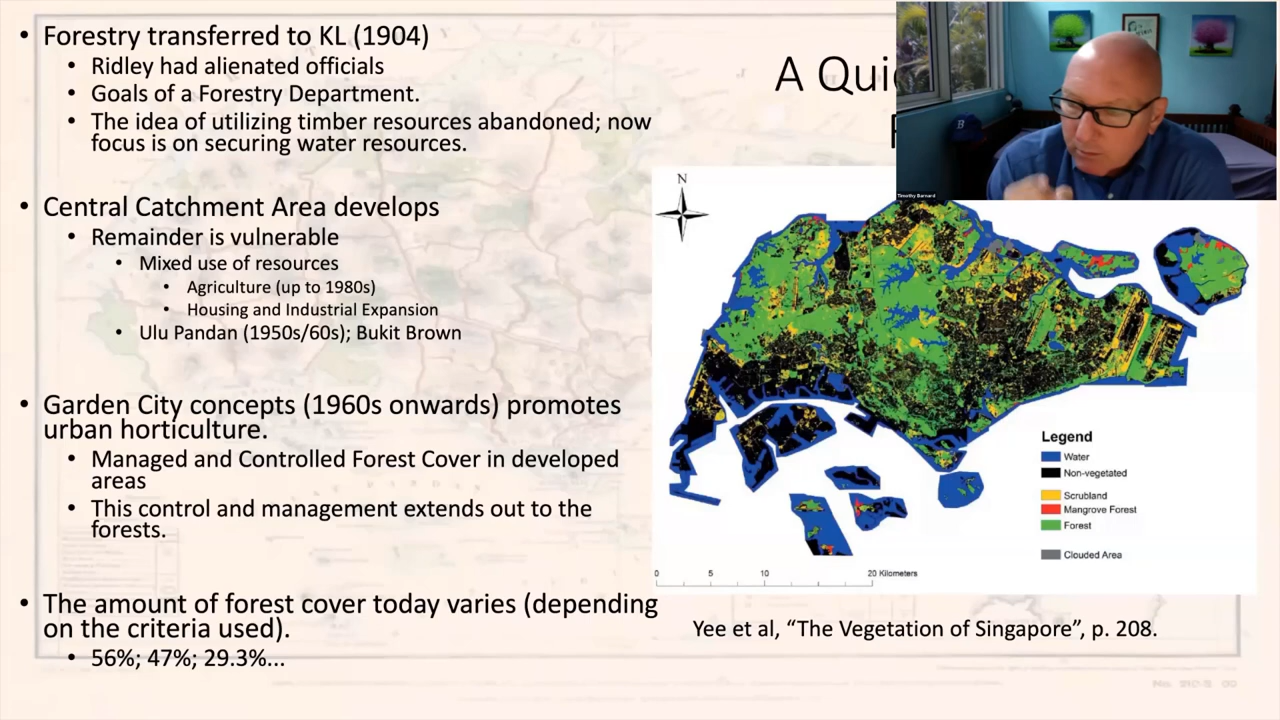 • Forestry transferred to KL (1904)
• Ridley had alienated officials
• Goals of a Forestry Department.
• The idea of utilizing timber resources abandoned; now
focus is on securing water resources.
• Central Catchment Area develops
• Remainder is vulnerable
• Mixed use of resources
• Agriculture (up to 1980s)
• Housing and Industrial Expansion
• Ulu Pandan (1950s/60s); Bukit Brown
• Garden City concepts (1960s onwards) promotes
urban horticulture.
• Managed and Controlled Forest Cover in developed
areas
• This control and management extends out to the
forests.
• The amount of forest cover today varies (depending
on the criteria used).
• 56%; 47%; 29.3%...
A Qui
Timothy Barnard
B
N
Legend
Water
Non-vegetated
Scrubland
Mangrove Forest
Forest
Clouded Area
0 5 10 20 Kilometers
Yee et al, “The Vegetation of Singapore”, p. 208.